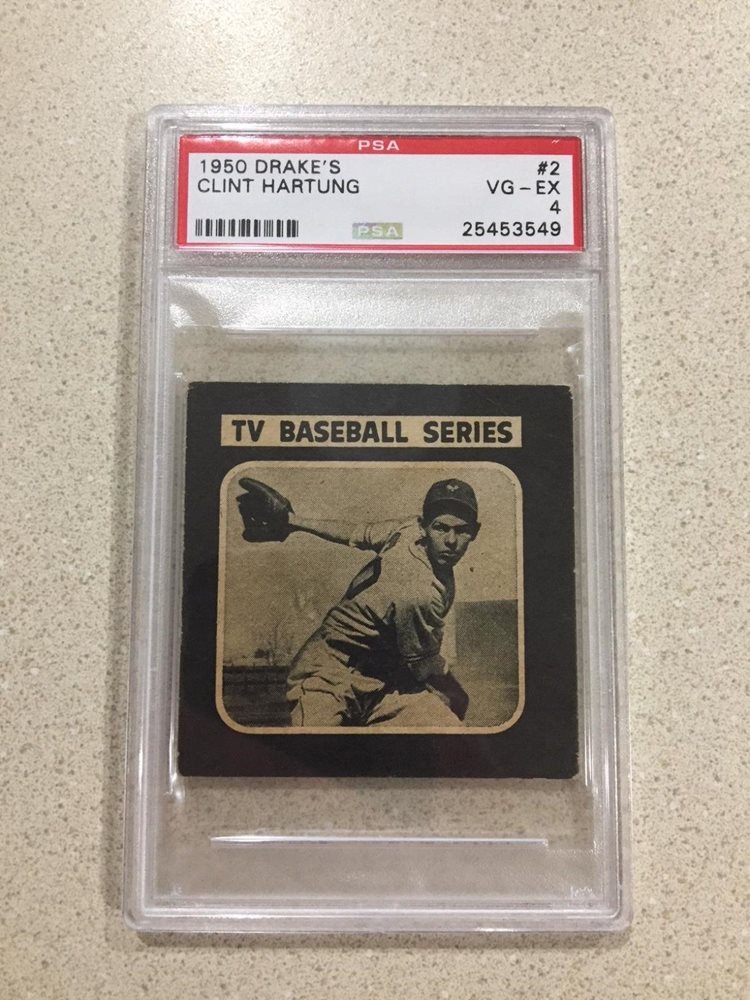 PSA
1950 DRAKE'S #2
CLINT HARTUNG VG-EX
4
PSA 25453549
TV BASEBALL SERIES